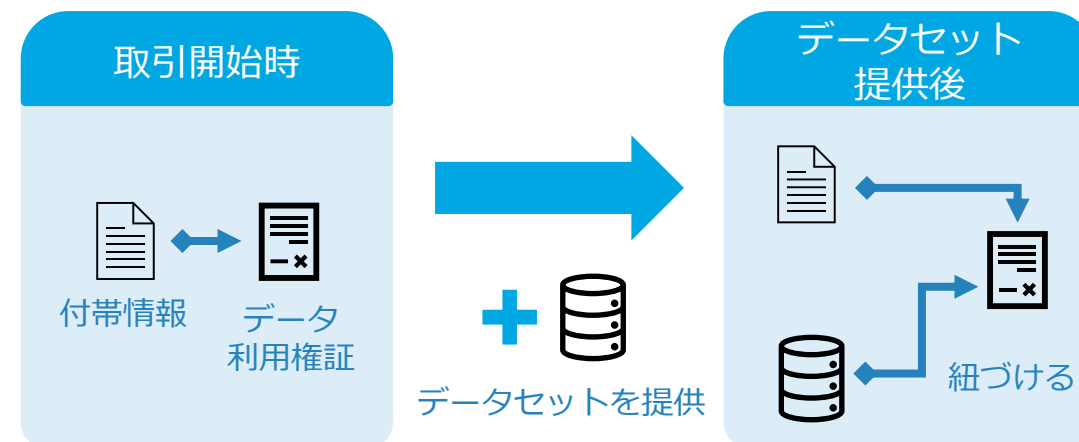 取引開始時
付帯情報
データ
利用権証
データセットを提供
データセット
提供後
紐づける